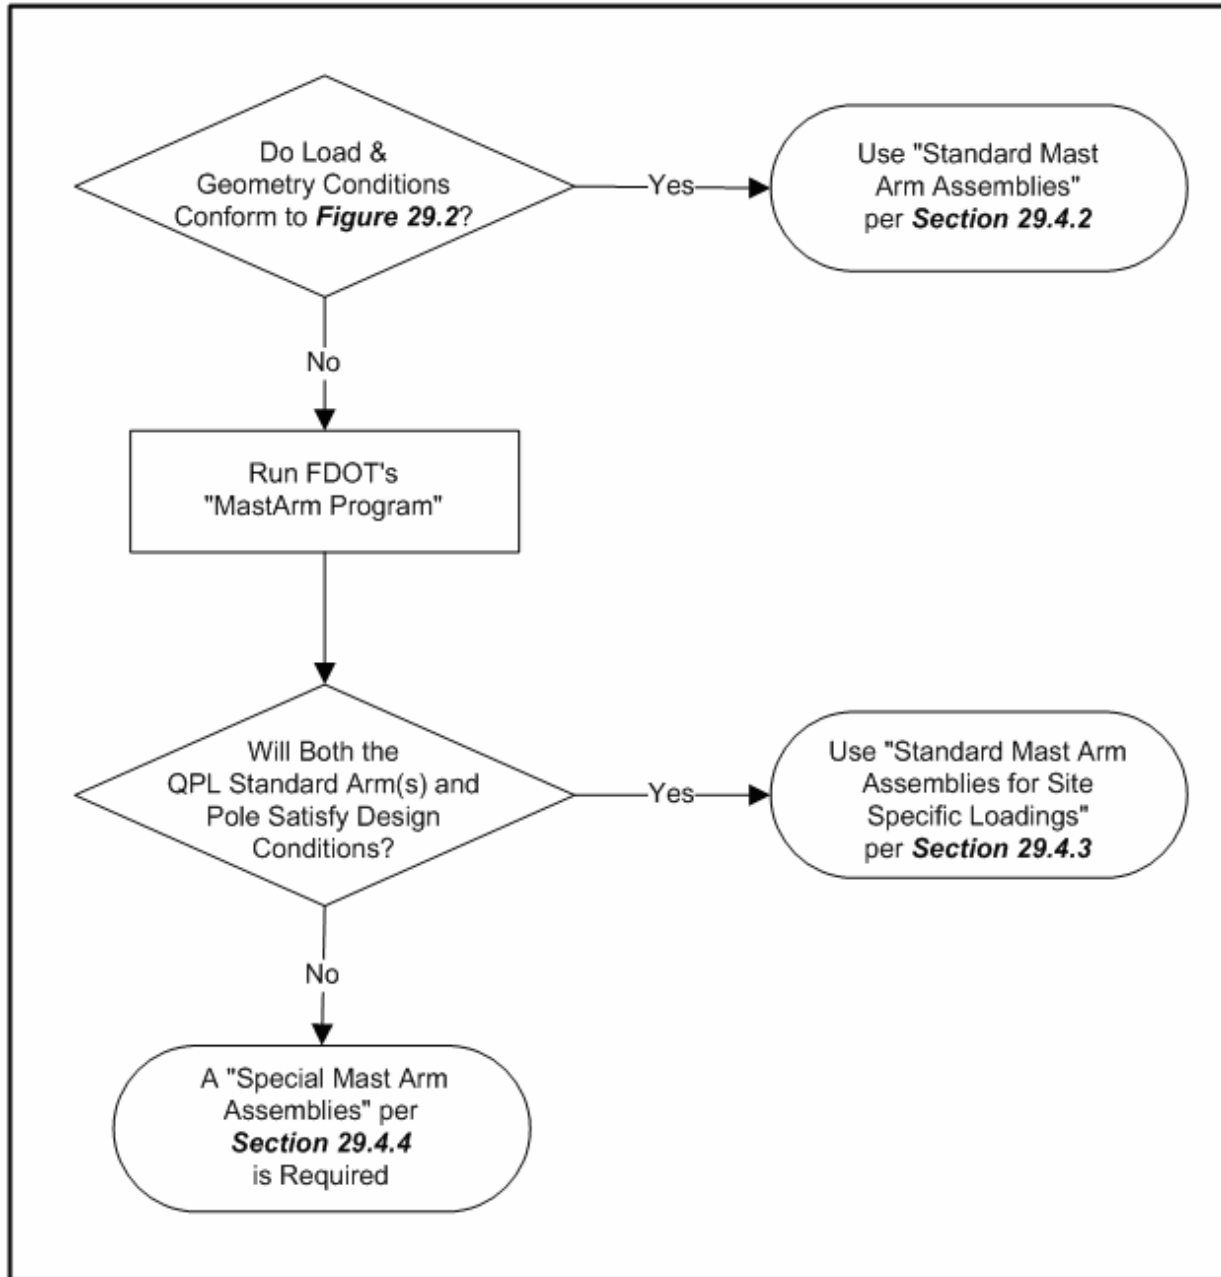 Do Load &
Geometry Conditions
Conform to Figure 29.2?
Yes
Use "Standard Mast
Arm Assemblies"
per Section 29.4.2
No
Run FDOT's
"MastArm Program"
Will Both the
QPL Standard Arm(s) and
Pole Satisfy Design
Conditions?
Yes
Use "Standard Mast Arm
Assemblies for Site
Specific Loadings"
per Section 29.4.3
No
A "Special Mast Arm
Assemblies" per
Section 29.4.4
is Required